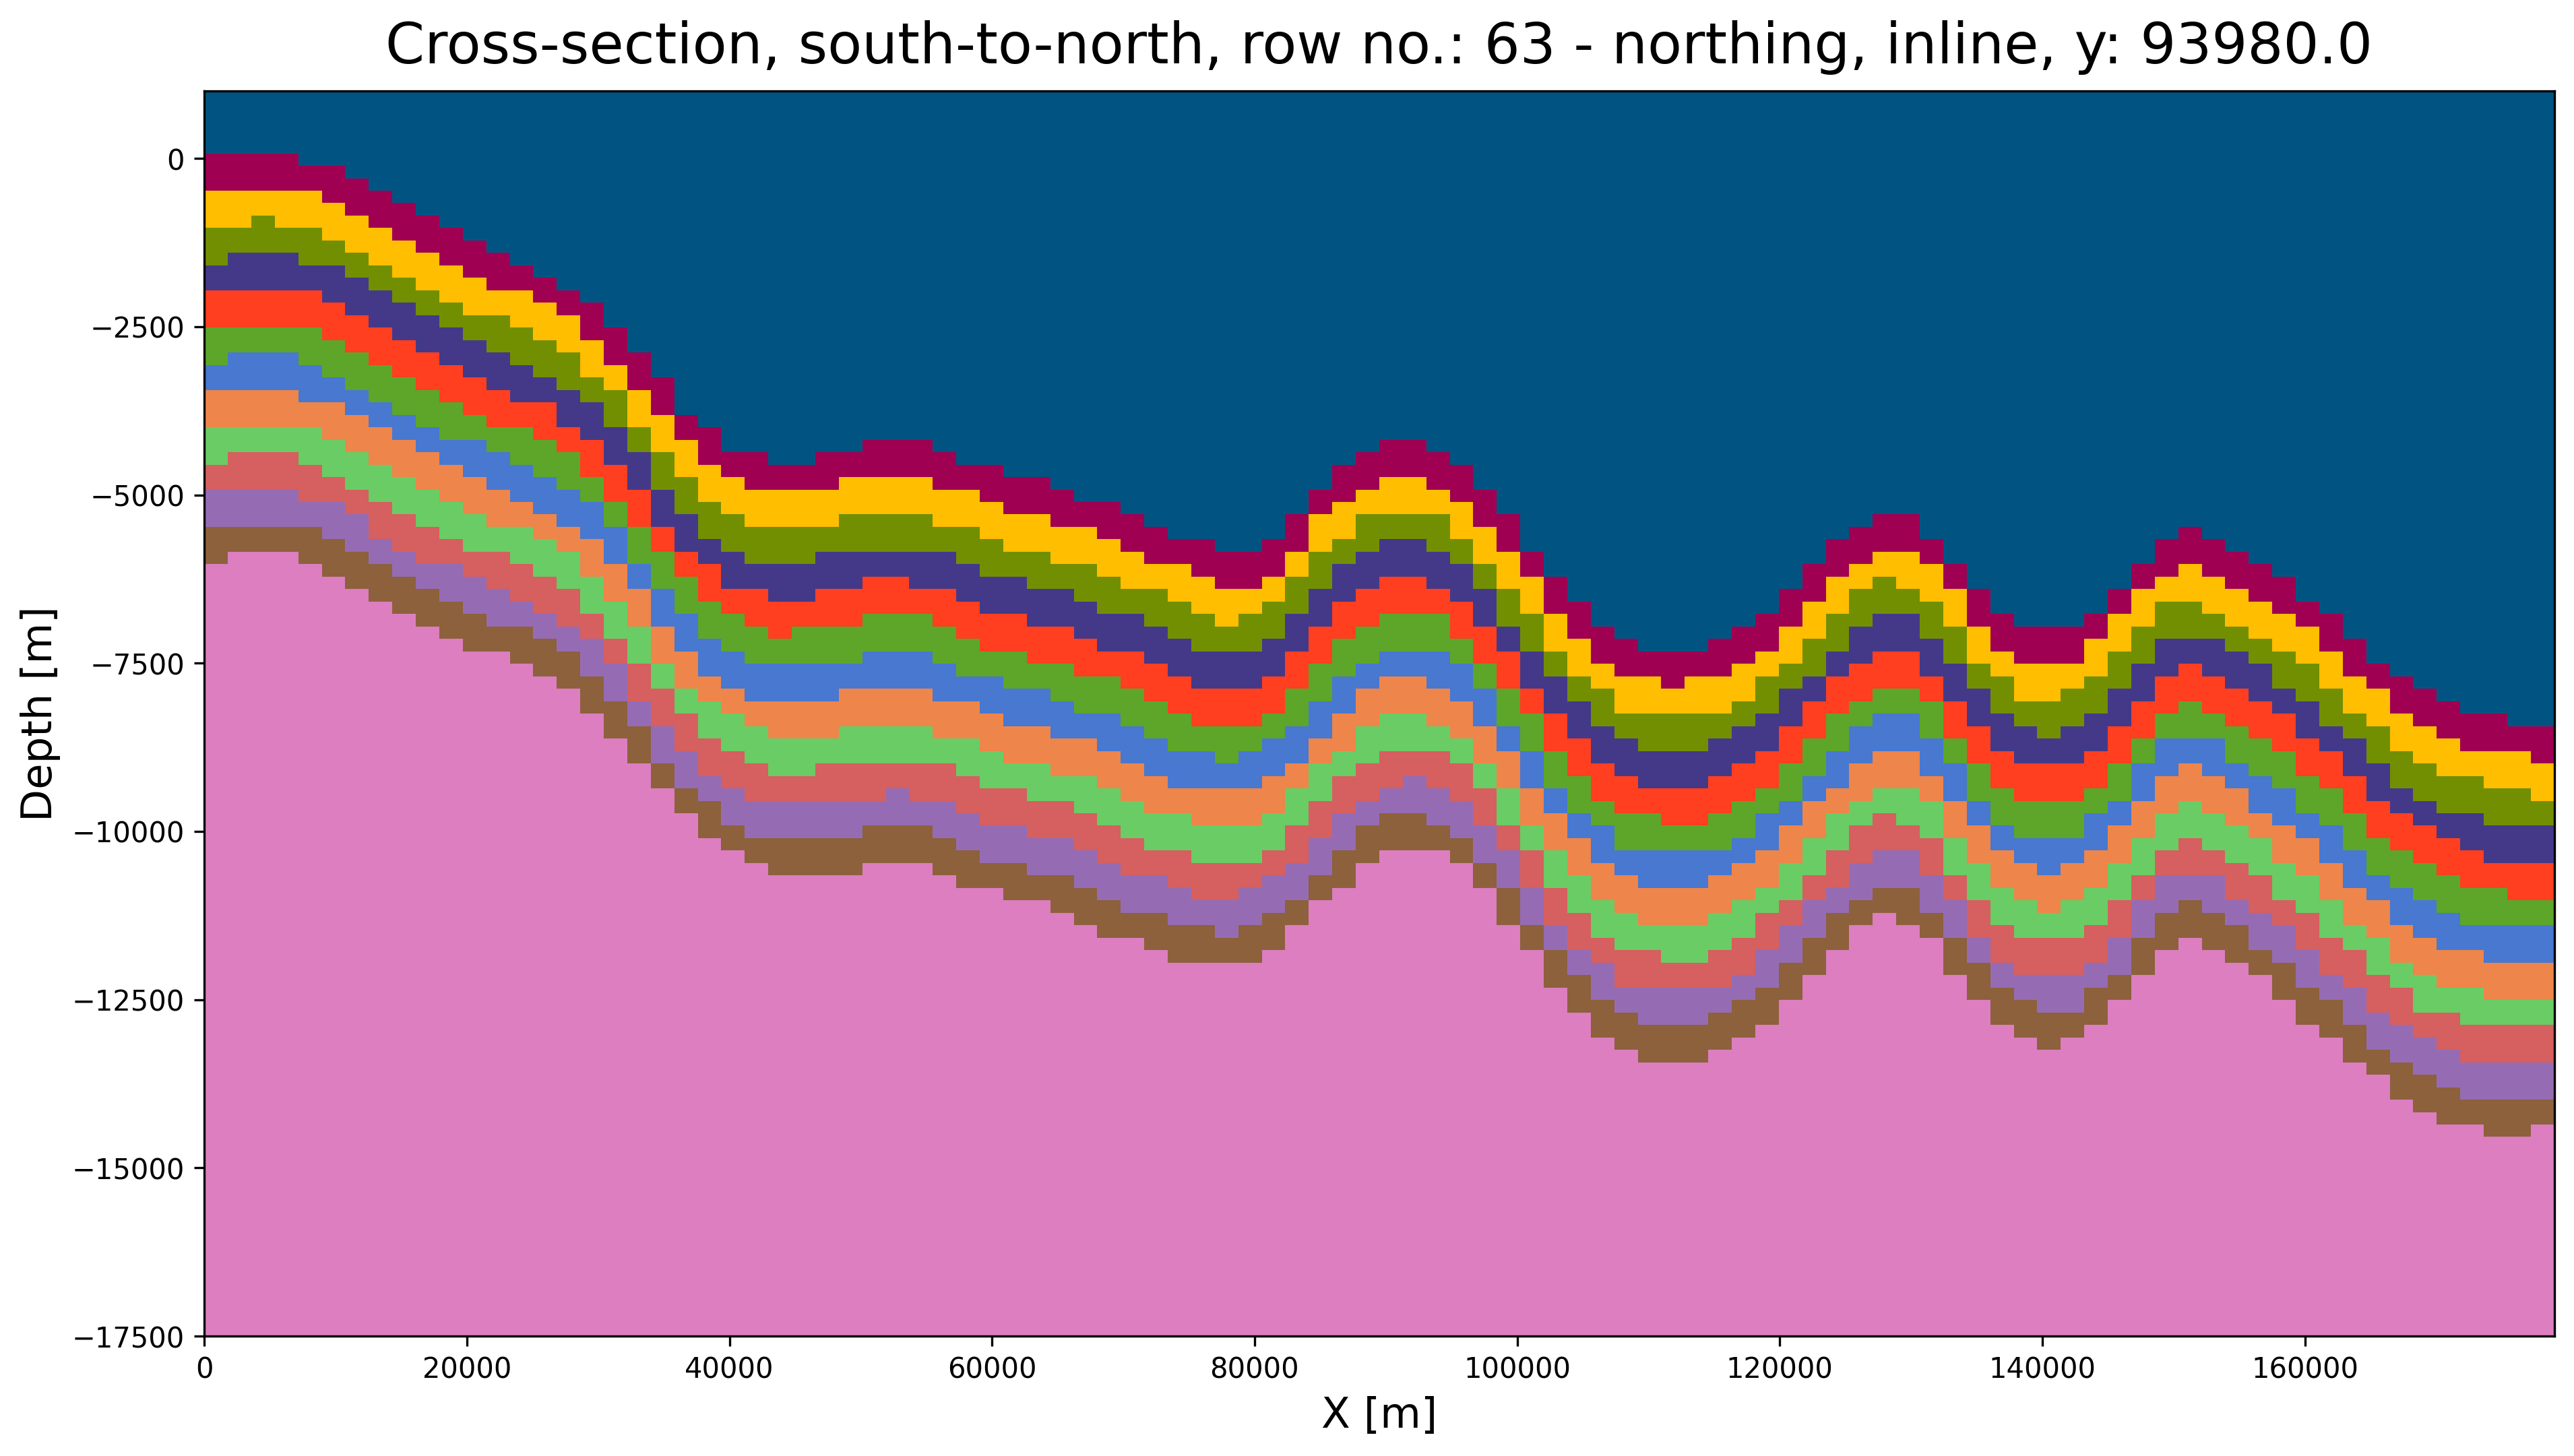 Cross-section, south-to-north, row no.: 63 - northing, inline, y: 93980.0
0
−2500
−5000
−7500
−10000
−12500
−15000
−17500
Depth [m]
0 20000 40000 60000 80000 100000 120000 140000 160000
X [m]